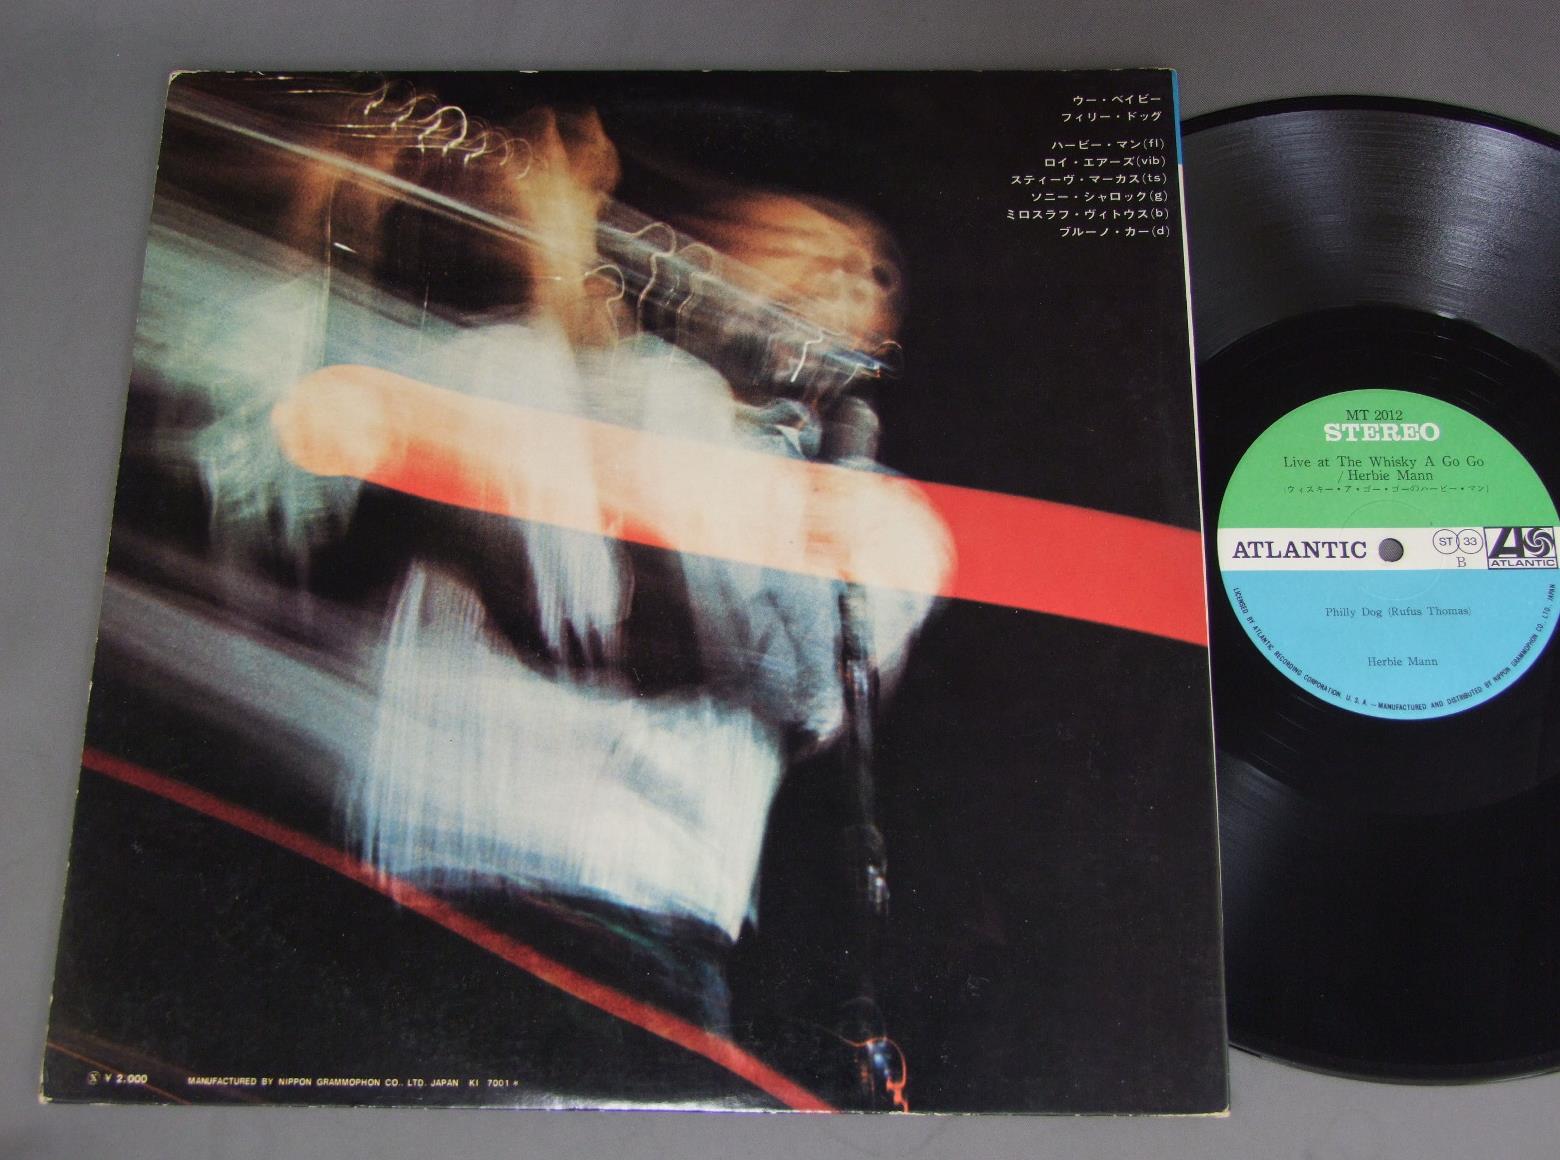 ウー・ベイビー
フィリー・ドッグ
ハービー・マン(fl)
ロイ・エアーズ(vib)
スティーヴ・マーカス(ts)
ソニー・シャロック(g)
ミロスラフ・ヴィトウス(b)
ブルーノ・カー(d)
¥ 2.000
MANUFACTURED BY NIPPON GRAMMOPHON CO., LTD. JAPAN KI 7001 *
MT 2012
STEREO
Live at The Whisky A Go Go
/Herbie Mann
(ウィスキー・ア・ゴー・ゴーのハービー・マン)
ATLANTIC
ST 33
B
ATLANTIC
Philly Dog (Rufus Thomas)
Herbie Mann
LICENSED BY ATLANTIC RECORDING CORPORATION, U. S. A. — MANUFACTURED AND DISTRIBUTED BY NIPPON GRAMMOPHON CO., LTD. JAPAN